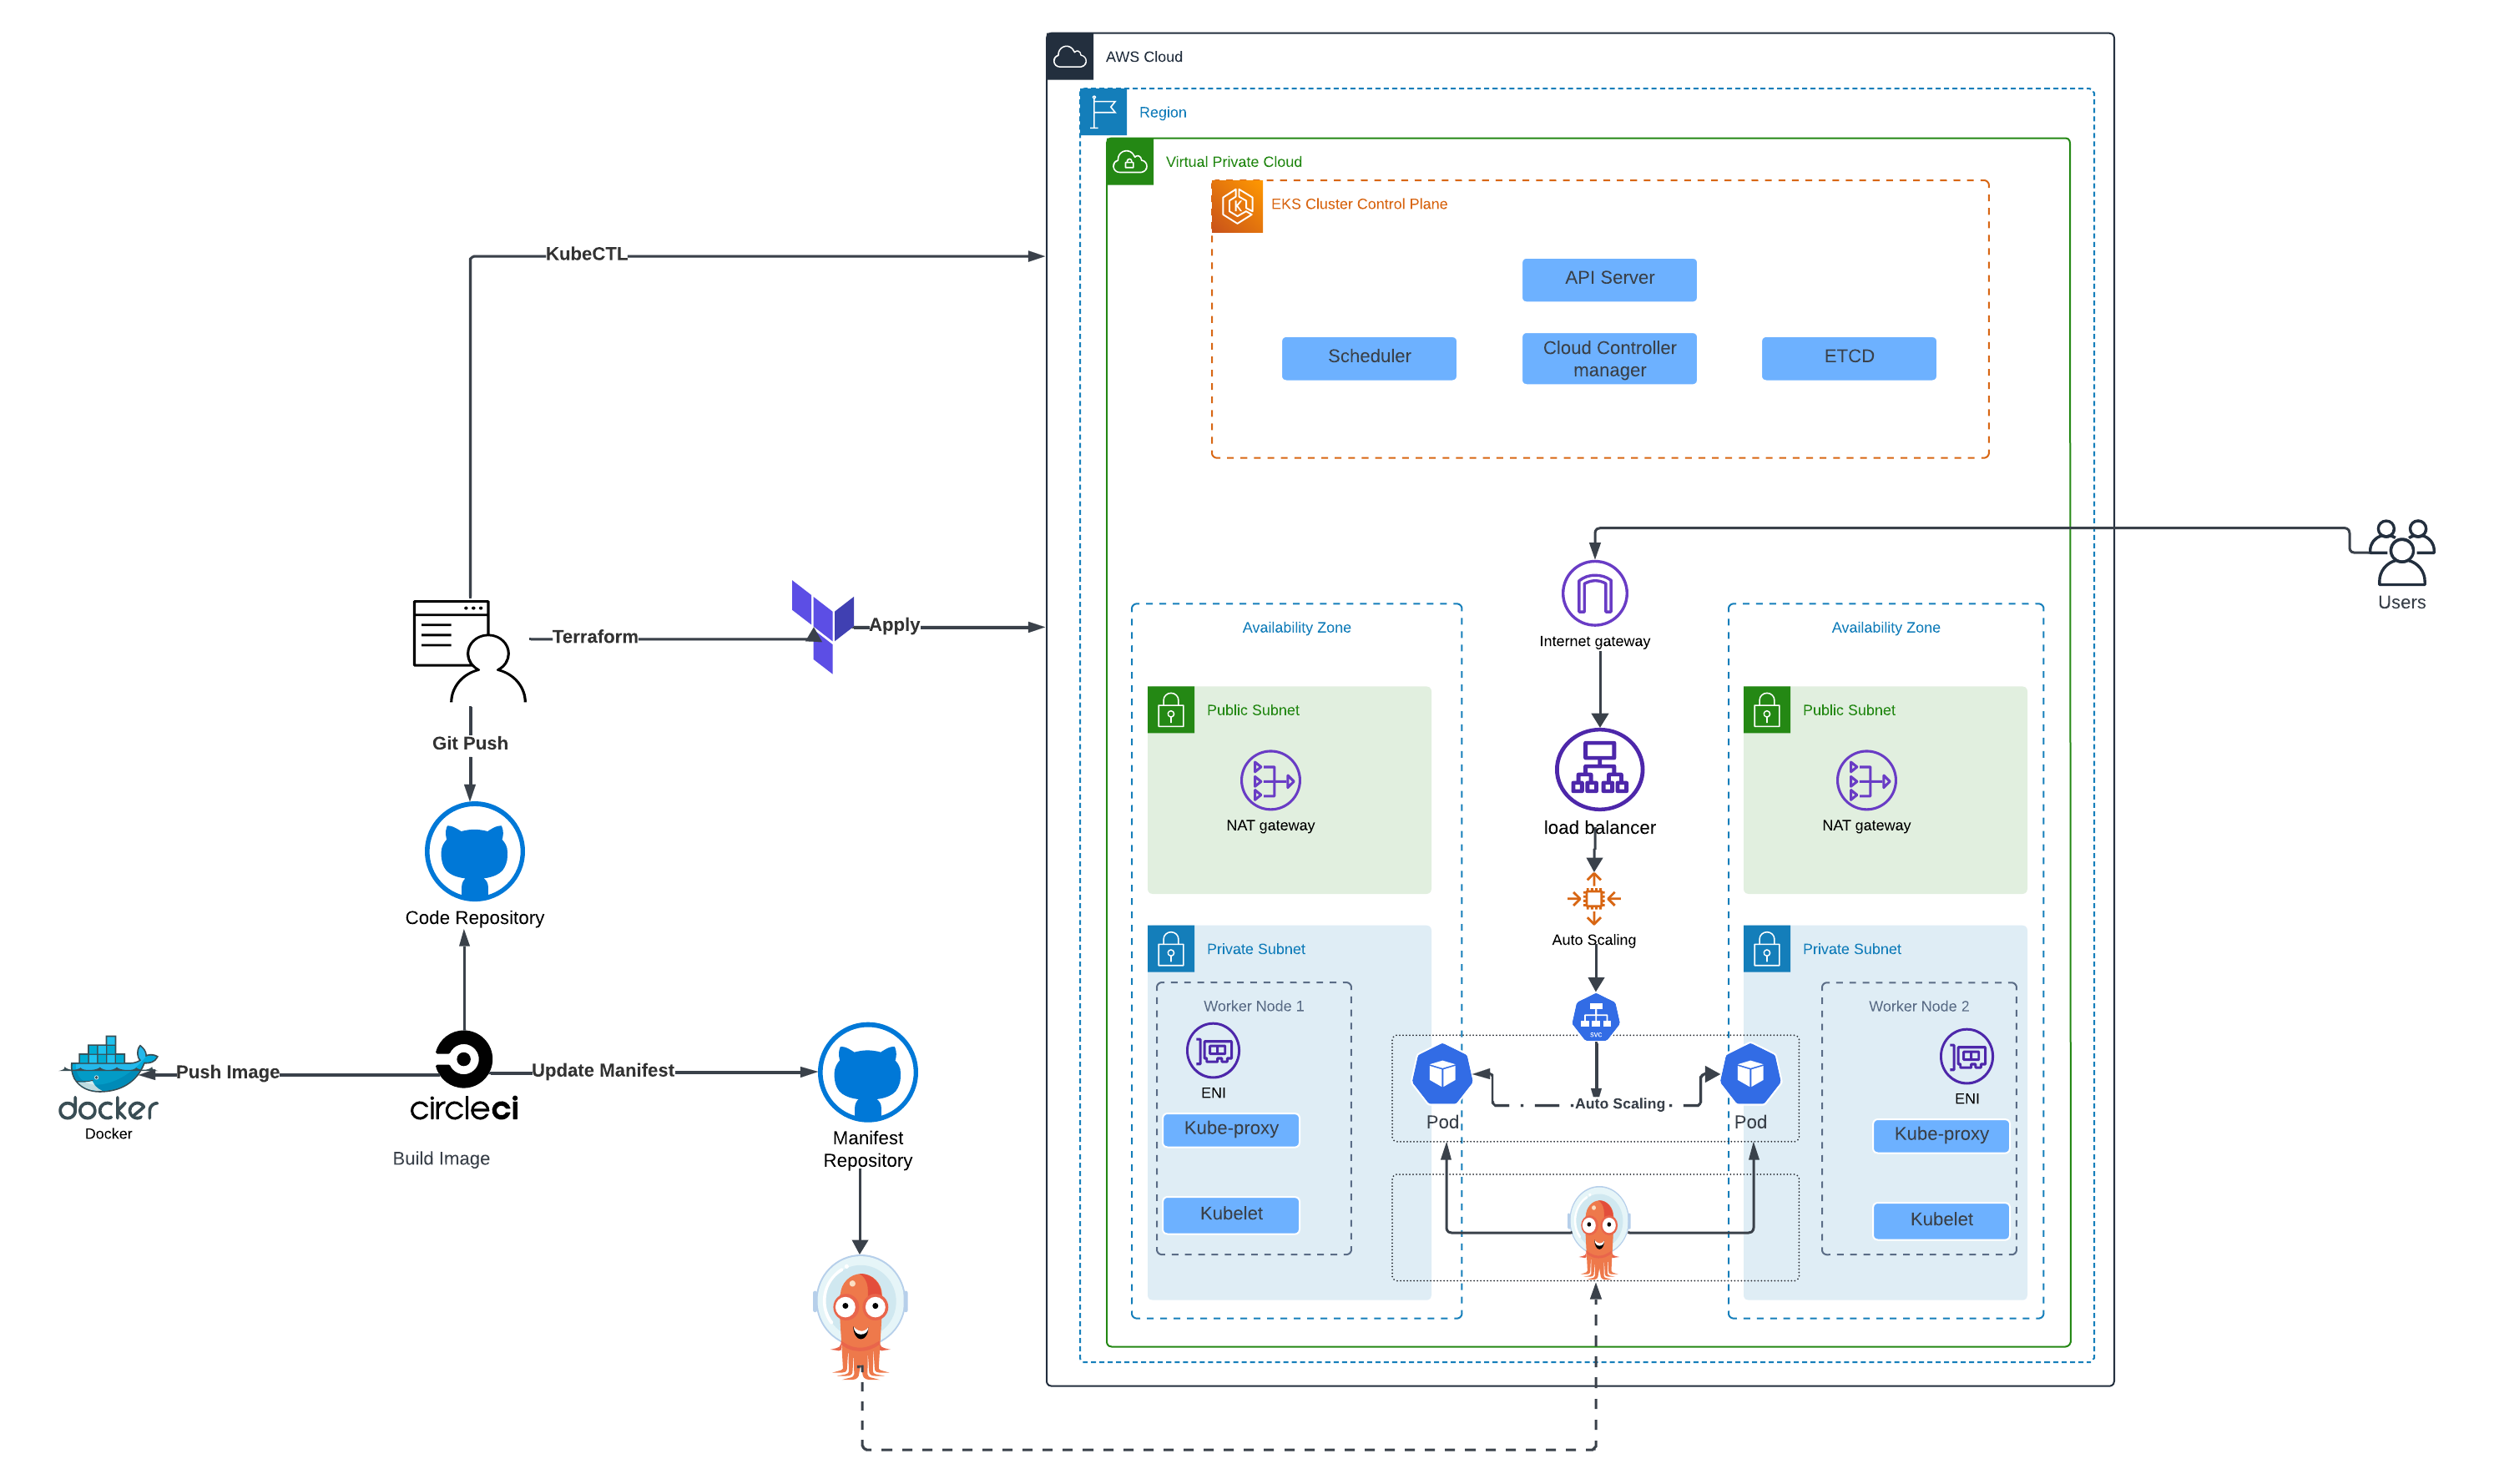 AWS Cloud
Region
Virtual Private Cloud
EKS Cluster Control Plane
KubeCTL
API Server
Scheduler
Cloud Controller
manager
ETCD
Users
Terraform
Apply
Internet gateway
Availability Zone
Availability Zone
Git Push
Public Subnet
Public Subnet
NAT gateway
load balancer
NAT gateway
Code Repository
Auto Scaling
Private Subnet
Private Subnet
Worker Node 1
Worker Node 2
svc
ENI
ENI
Push Image
Update Manifest
docker
Docker
circleci
Build Image
Manifest
Repository
Auto Scaling
Pod
Pod
Kube-proxy
Kube-proxy
Kubelet
Kubelet